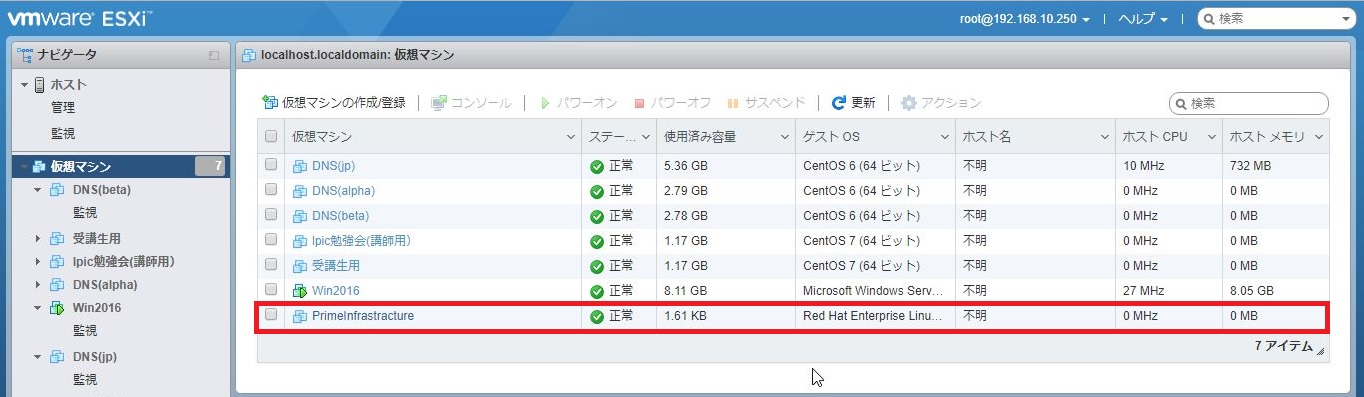 vmware ESXi™
root@192.168.10.250 | ヘルプ | 検索
ナビゲータ
ホスト
管理
監視
仮想マシン 7
DNS(beta)
監視
受講生用
lpic勉強会(講師用)
DNS(alpha)
Win2016
監視
DNS(jp)
監視
localhost.localdomain: 仮想マシン
仮想マシンの作成/登録 | コンソール | パワーオン パワーオフ サスペンド | 更新 | アクション 検索
仮想マシン ステー... 使用済み容量 ゲスト OS ホスト名 ホスト CPU ホスト メモリ
DNS(jp) 正常 5.36 GB CentOS 6 (64 ビット) 不明 10 MHz 732 MB
DNS(alpha) 正常 2.79 GB CentOS 6 (64 ビット) 不明 0 MHz 0 MB
DNS(beta) 正常 2.78 GB CentOS 6 (64 ビット) 不明 0 MHz 0 MB
lpic勉強会(講師用) 正常 1.17 GB CentOS 7 (64 ビット) 不明 0 MHz 0 MB
受講生用 正常 1.17 GB CentOS 7 (64 ビット) 不明 0 MHz 0 MB
Win2016 正常 8.11 GB Microsoft Windows Serv... 不明 27 MHz 8.05 GB
PrimeInfrastracture 正常 1.61 KB Red Hat Enterprise Linu... 不明 0 MHz 0 MB
7 アイテム